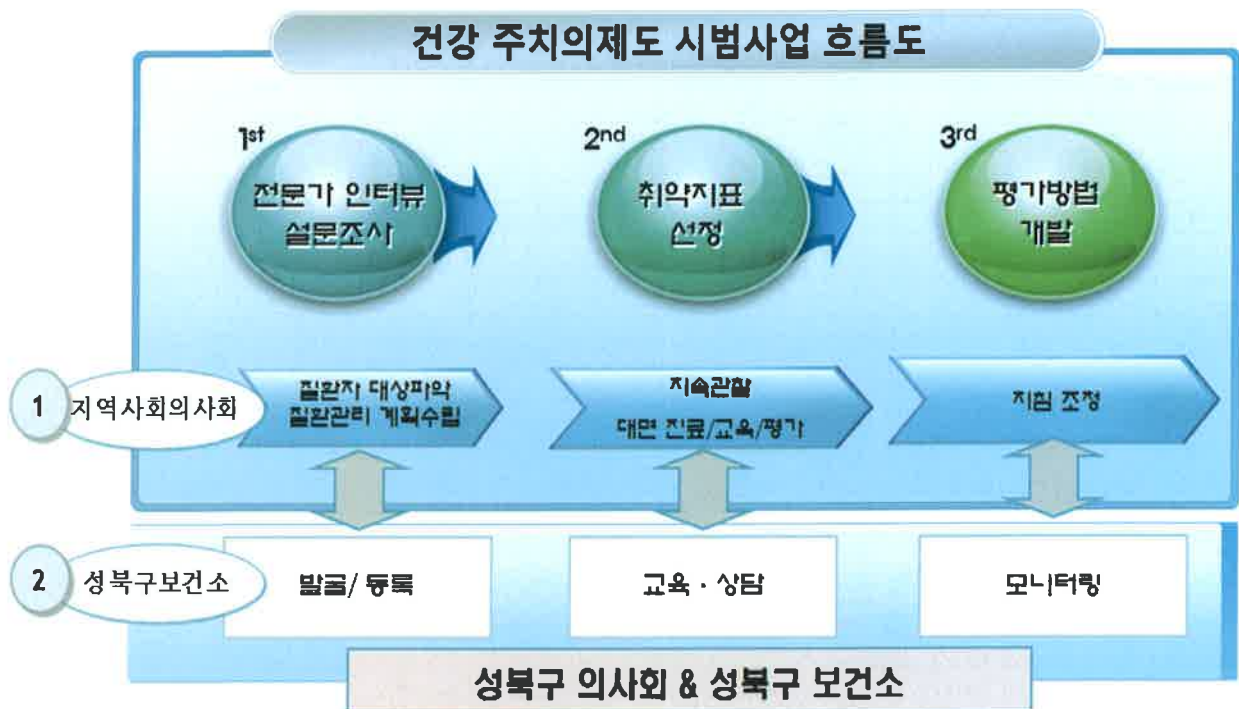 건강 주치의제도 시범사업 흐름도
1st
전문가 인터뷰
설문조사
2nd
취약지표
선정
3rd
평가방법
개발
1 지역사회의사회
질환자 대상파악
질환관리 계획수립
지속관찰
대면 진료/교육/평가
지침 조정
2 성북구보건소
발굴/ 등록
교육 · 상담
모니터링
성북구 의사회 & 성북구 보건소